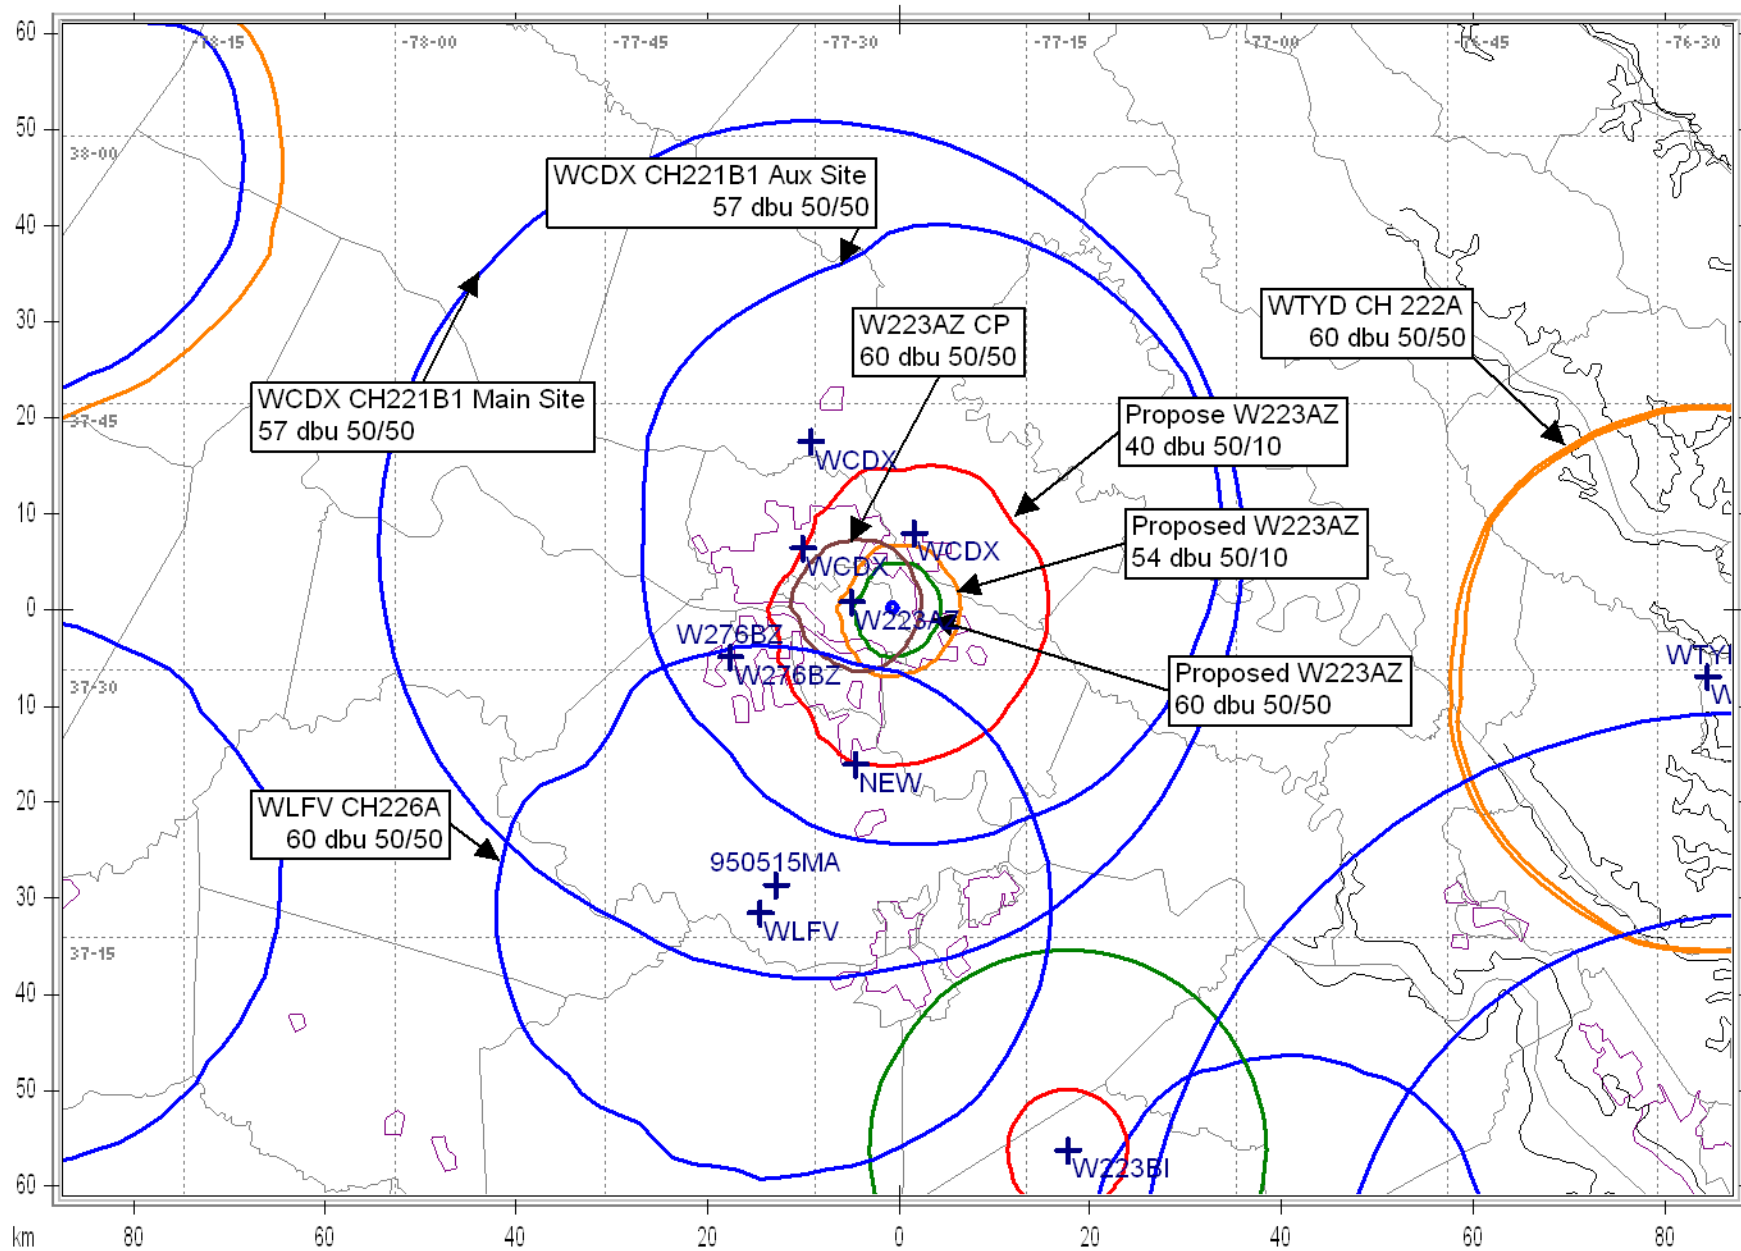 60
-78-15
-78-00
-77-45
-77-30
-77-15
-77-00
-76-45
-76-30
50
38-00
WCDX CH221B1 Aux Site
57 dbu 50/50
40
30
WTYD CH 222A
60 dbu 50/50
W223AZ CP
60 dbu 50/50
WCDX CH221B1 Main Site
57 dbu 50/50
20
37-45
Propose W223AZ
40 dbu 50/10
WCDX
10
Proposed W223AZ
54 dbu 50/10
WCDX
WCDX
0
W223AZ
W276BZ
W276BZ
WTYI
W
37-30
Proposed W223AZ
60 dbu 50/50
10
NEW
20
WLFV CH226A
60 dbu 50/50
950515MA
30
WLFV
37-15
40
50
W223BI
60
km
80
60
40
20
0
20
40
60
80